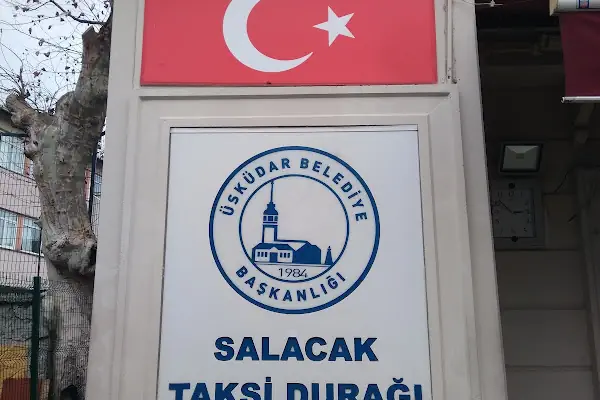 ÜSKÜDAR BELEDİYE
BAŞKANLIĞI
1984
SALACAK
TAKSİ DURAĞI